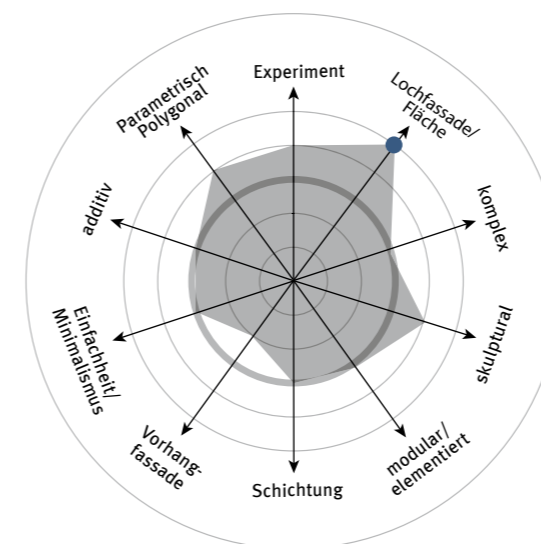 Experiment
Lochfassade/
Fläche
komplex
skulptural
modular/
elementiert
Schichtung
Vorhang-
fassade
Einfachheit/
Minimalismus
additiv
Parametrisch
Polygonal